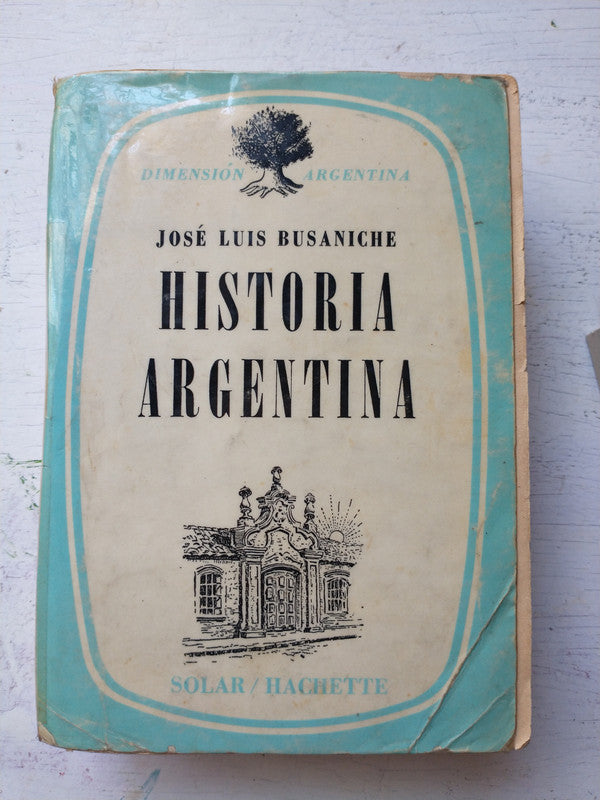 DIMENSIÓN ARGENTINA
JOSÉ LUIS BUSANICHE
HISTORIA
ARGENTINA
SOLAR / HACHETTE